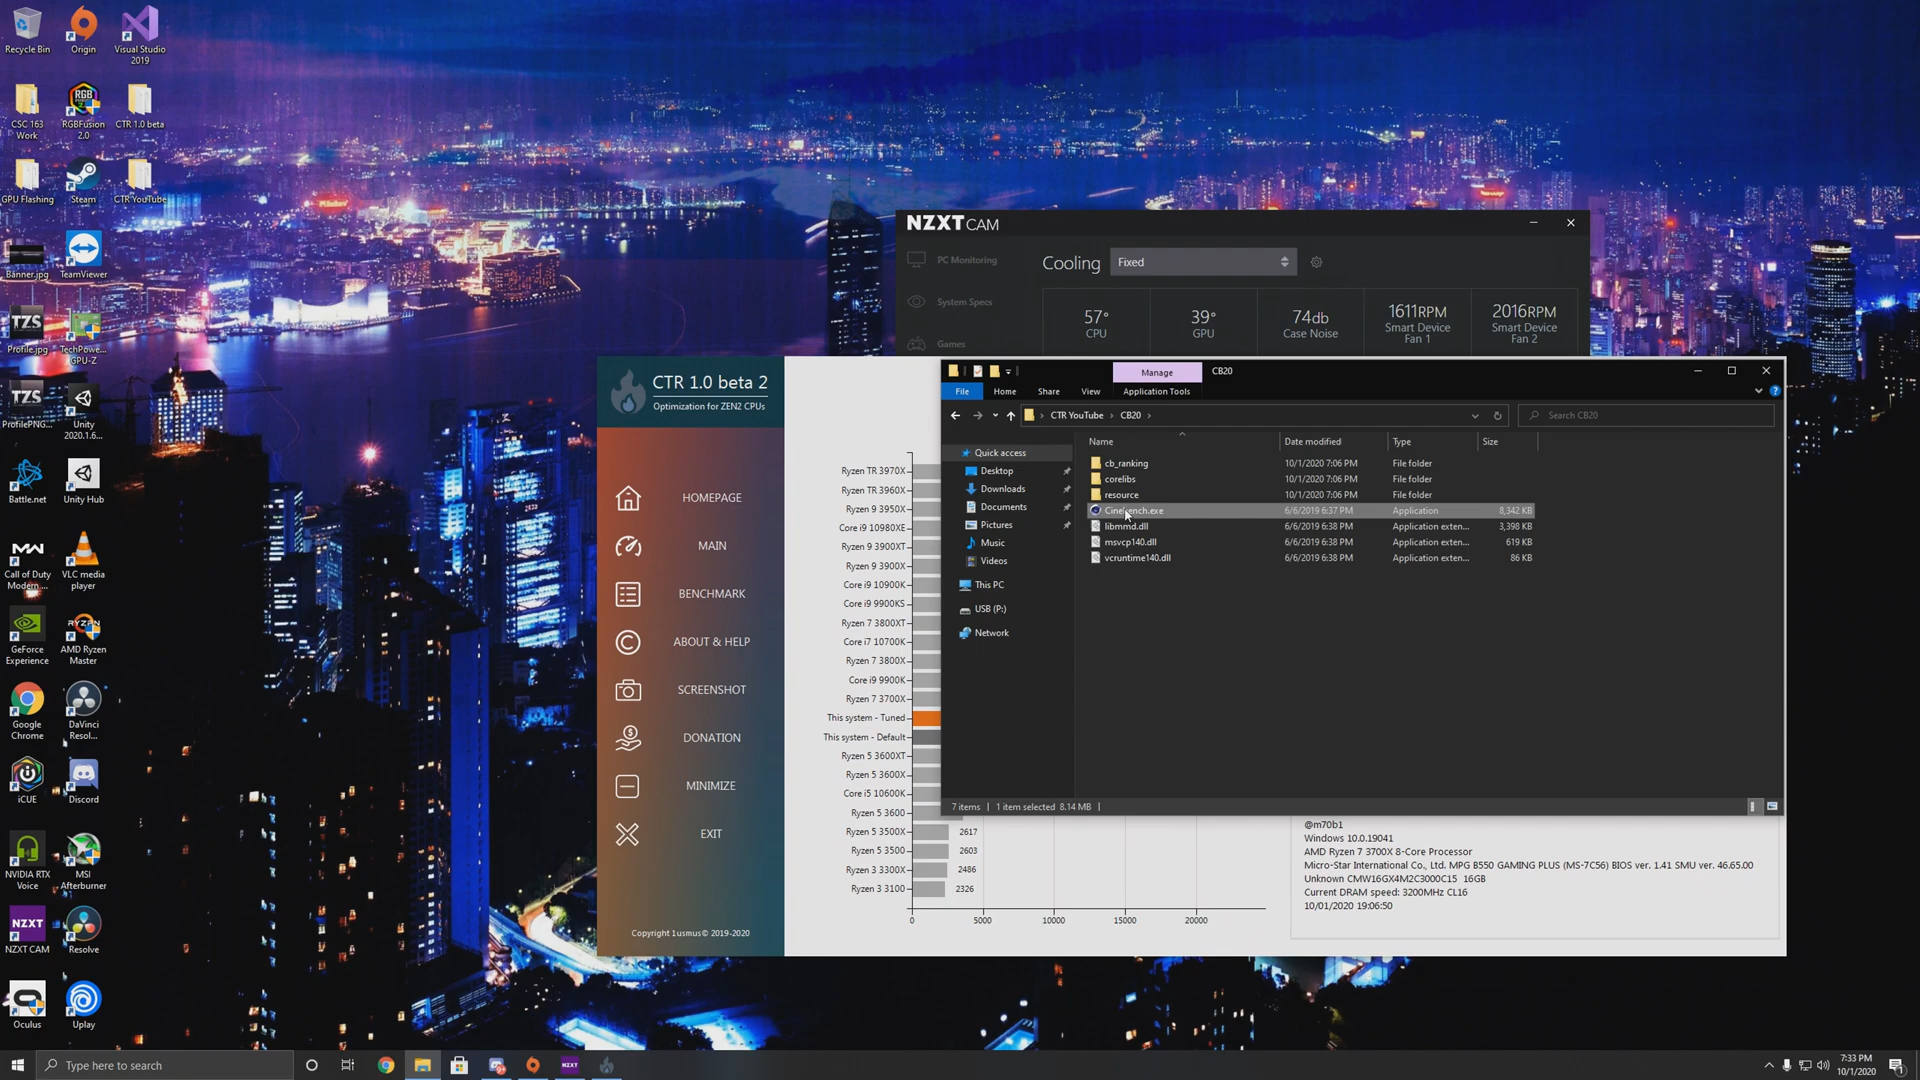 Recycle Bin
Origin
Visual Studio
2019
CSC 163
Work
RGB
RGBFusion
2.0
CTR 1.0 beta
GPU Flashing
Steam
CTR YouTube
Banner.jpg
TeamViewer
TZS
Profile.jpg
TechPowe...
GPU-Z
TZS
ProfilePNG...
Unity
2020.1.6...
Battle.net
Unity Hub
MW
Call of Duty
Modern ...
VLC media
player
GeForce
Experience
RYZEN
AMD Ryzen
Master
Google
Chrome
DaVinci
Resol...
iCUE
Discord
NVIDIA RTX
Voice
MSI
Afterburner
NZXT
NZXT CAM
Resolve
Oculus
Uplay
NZXT CAM
PC Monitoring
System Specs
Games
Cooling
Fixed
57°
CPU
39°
GPU
74db
Case Noise
1611RPM
Smart Device
Fan 1
2016RPM
Smart Device
Fan 2
CTR 1.0 beta 2
Optimization for ZEN2 CPUs
HOMEPAGE
MAIN
BENCHMARK
ABOUT & HELP
SCREENSHOT
DONATION
MINIMIZE
EXIT
Copyright 1usmus© 2019-2020
Ryzen TR 3970X
Ryzen TR 3960X
Ryzen 9 3950X
Core i9 10980XE
Ryzen 9 3900XT
Ryzen 9 3900X
Core i9 10900K
Core i9 9900KS
Ryzen 7 3800XT
Core i7 10700K
Ryzen 7 3800X
Core i9 9900K
Ryzen 7 3700X
This system - Tuned
This system - Default
Ryzen 5 3600XT
Ryzen 5 3600X
Core i5 10600K
Ryzen 5 3600
Ryzen 5 3500X 2617
Ryzen 5 3500 2603
Ryzen 3 3300X 2486
Ryzen 3 3100 2326
0 5000 10000 15000 20000
Manage
CB20
File
Home
Share
View
Application Tools
CTR YouTube › CB20 ›
Search CB20
Quick access
Desktop
Downloads
Documents
Pictures
Music
Videos
This PC
USB (P:)
Network
Name Date modified Type Size
cb_ranking 10/1/2020 7:06 PM File folder
corelibs 10/1/2020 7:06 PM File folder
resource 10/1/2020 7:06 PM File folder
Cinebench.exe 6/6/2019 6:37 PM Application 8,342 KB
libmmd.dll 6/6/2019 6:38 PM Application exten... 3,398 KB
msvcp140.dll 6/6/2019 6:38 PM Application exten... 619 KB
vcruntime140.dll 6/6/2019 6:38 PM Application exten... 86 KB
7 items 1 item selected 8.14 MB
@m70b1
Windows 10.0.19041
AMD Ryzen 7 3700X 8-Core Processor
Micro-Star International Co., Ltd. MPG B550 GAMING PLUS (MS-7C56) BIOS ver. 1.41 SMU ver. 46.65.00
Unknown CMW16GX4M2C3000C15 16GB
Current DRAM speed: 3200MHz CL16
10/01/2020 19:06:50
Type here to search
NZXT
7:33 PM
10/1/2020